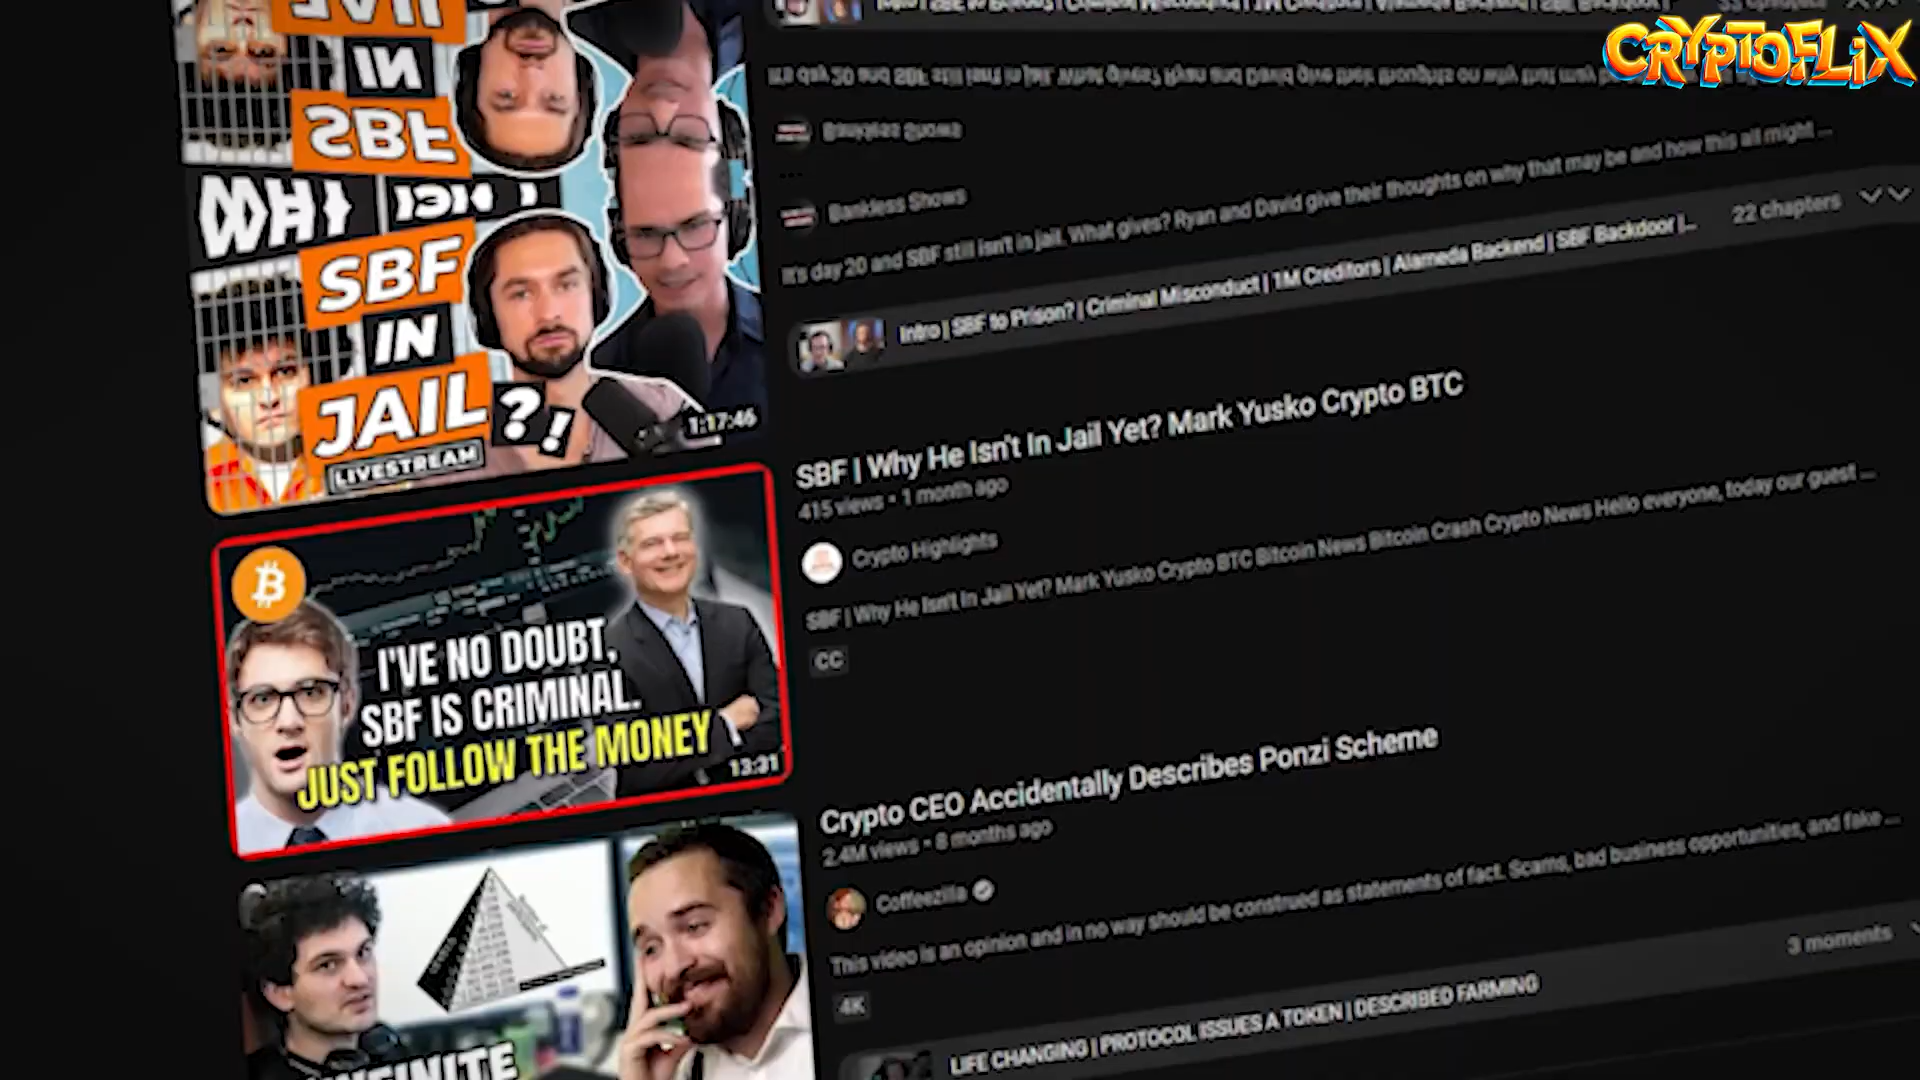 CRYPTOFLIX
Bankless Shows
It's day 20 and SBF still isn't in jail. What gives? Ryan and David give their thoughts on why that may be and how this all might ...
Intro | SBF to Prison? | Criminal Misconduct | 1M Creditors | Alameda Backend | SBF Backdoor |...
22 chapters
SBF
IN
JAIL?!
LIVESTREAM
1:17:46
SBF | Why He Isn't In Jail Yet? Mark Yusko Crypto BTC
415 views • 1 month ago
Crypto Highlights
SBF | Why He Isn't In Jail Yet? Mark Yusko Crypto BTC Bitcoin News Bitcoin Crash Crypto News Hello everyone, today our guest ...
CC
I'VE NO DOUBT,
SBF IS CRIMINAL.
JUST FOLLOW THE MONEY
13:31
Crypto CEO Accidentally Describes Ponzi Scheme
2.4M views • 8 months ago
Coffeezilla
This video is an opinion and in no way should be construed as statements of fact. Scams, bad business opportunities, and fake ...
4K
LIFE CHANGING | PROTOCOL ISSUES A TOKEN | DESCRIBED FARMING
3 moments
INFINITE